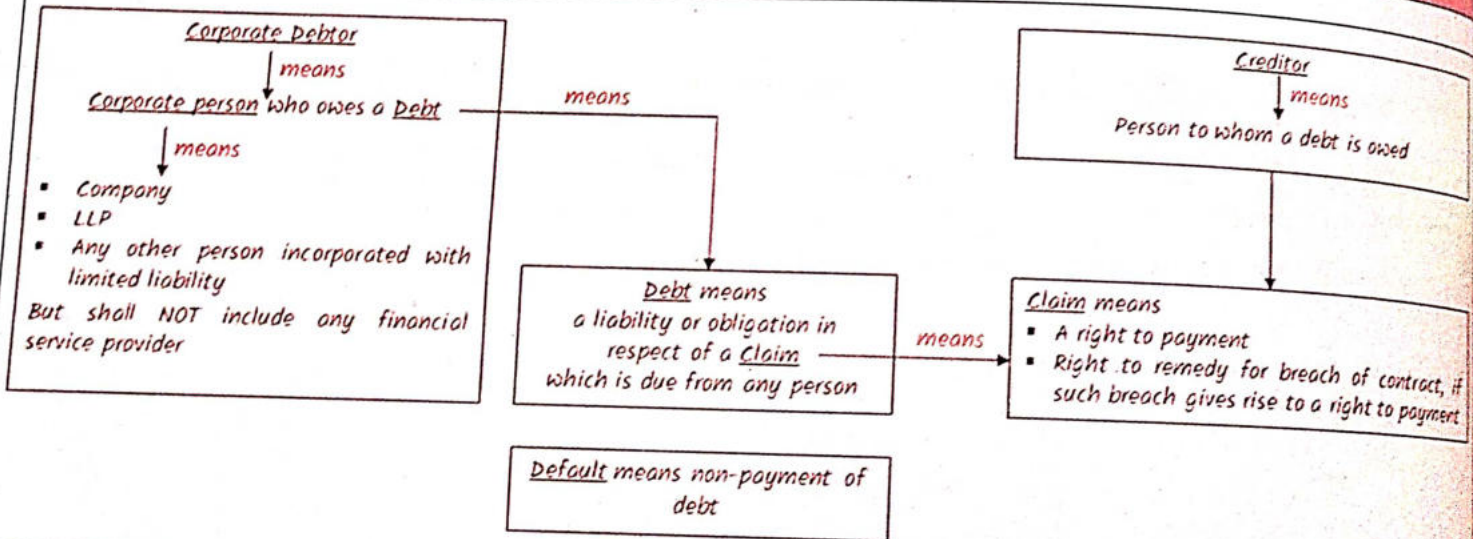 Corporate Debtor
means
Corporate person who owes a Debt
means
means
▪ Company
▪ LLP
▪ Any other person incorporated with
limited liability
But shall NOT include any financial
service provider
Creditor
means
Person to whom a debt is owed
Debt means
a liability or obligation in
respect of a Claim
which is due from any person
means
Claim means
▪ A right to payment
▪ Right to remedy for breach of contract, if
such breach gives rise to a right to payment
Default means non-payment of
debt